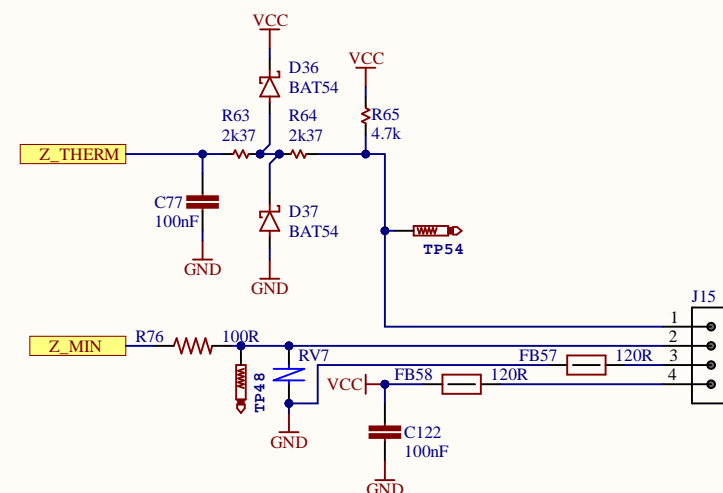 VCC
D36
BAT54
VCC
R63
2k37
R64
2k37
R65
4.7k
Z_THERM
C77
100nF
GND
D37
BAT54
GND
TP54
J15
1
2
3
4
Z_MIN
R76
100R
TP48
RV7
GND
FB57
120R
VCC
FB58
120R
C122
100nF
GND